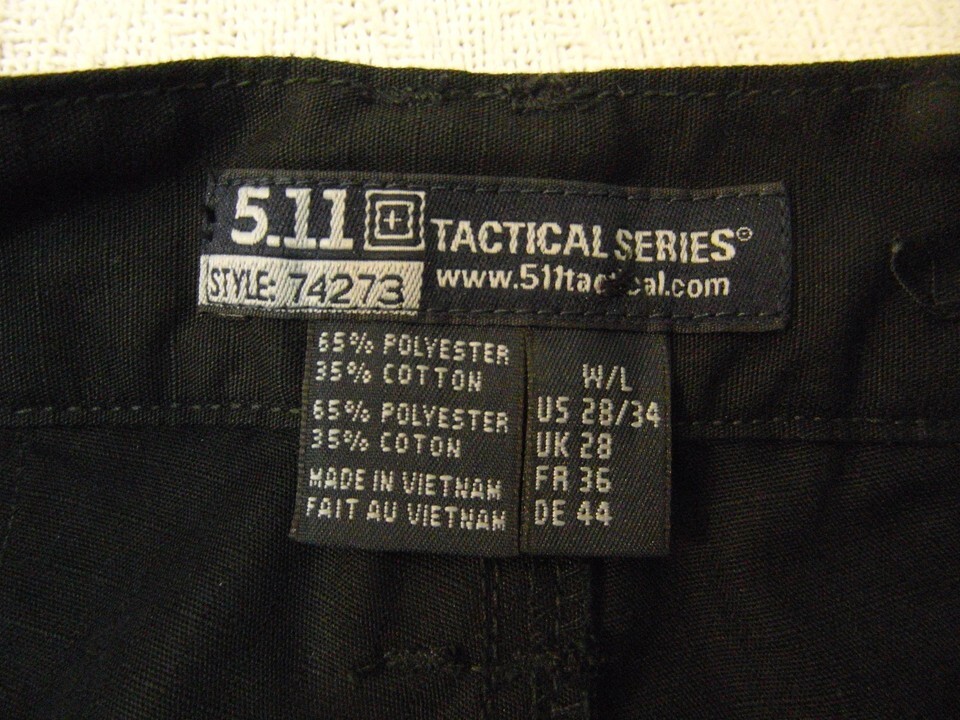 5.11 TACTICAL SERIES®
www.511tactical.com
STYLE: 74273
65% POLYESTER
35% COTTON
65% POLYESTER
35% COTON
MADE IN VIETNAM
FAIT AU VIETNAM
W/L
US 28/34
UK 28
FR 36
DE 44